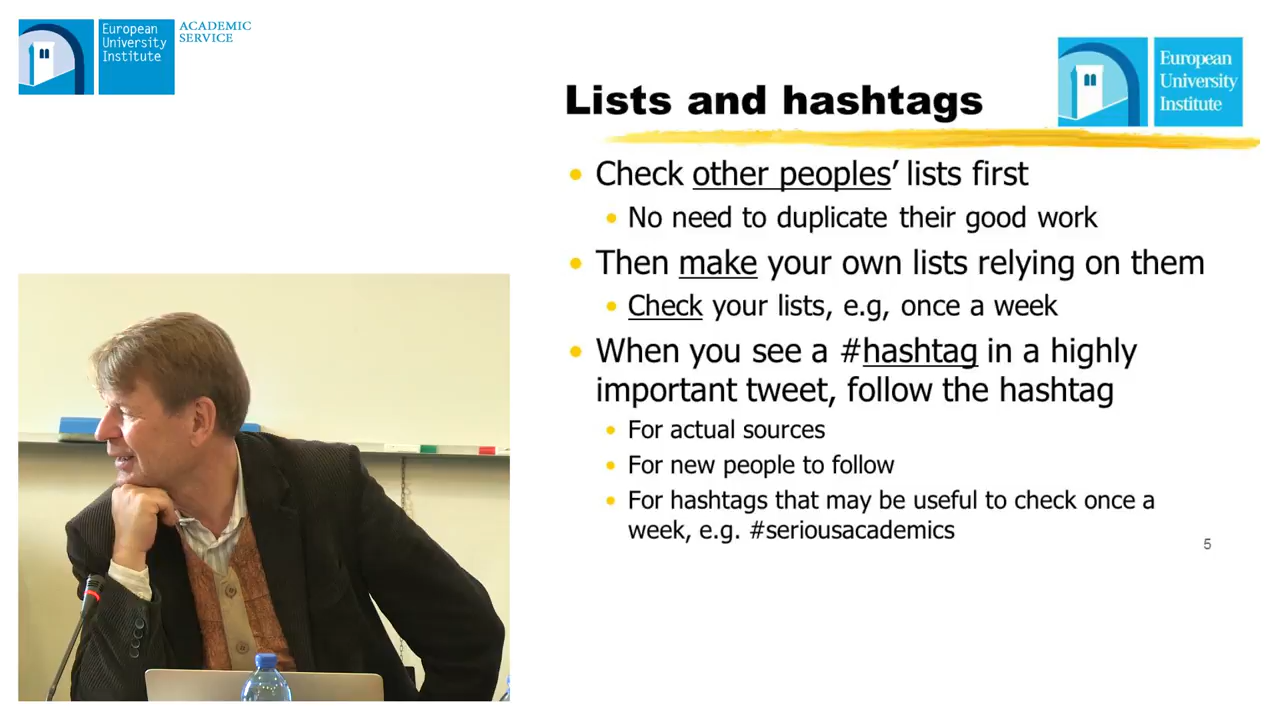 European
University
Institute
ACADEMIC
SERVICE
European
University
Institute
Lists and hashtags
• Check other peoples’ lists first
• No need to duplicate their good work
• Then make your own lists relying on them
• Check your lists, e.g, once a week
• When you see a #hashtag in a highly
important tweet, follow the hashtag
• For actual sources
• For new people to follow
• For hashtags that may be useful to check once a
week, e.g. #seriousacademics
5